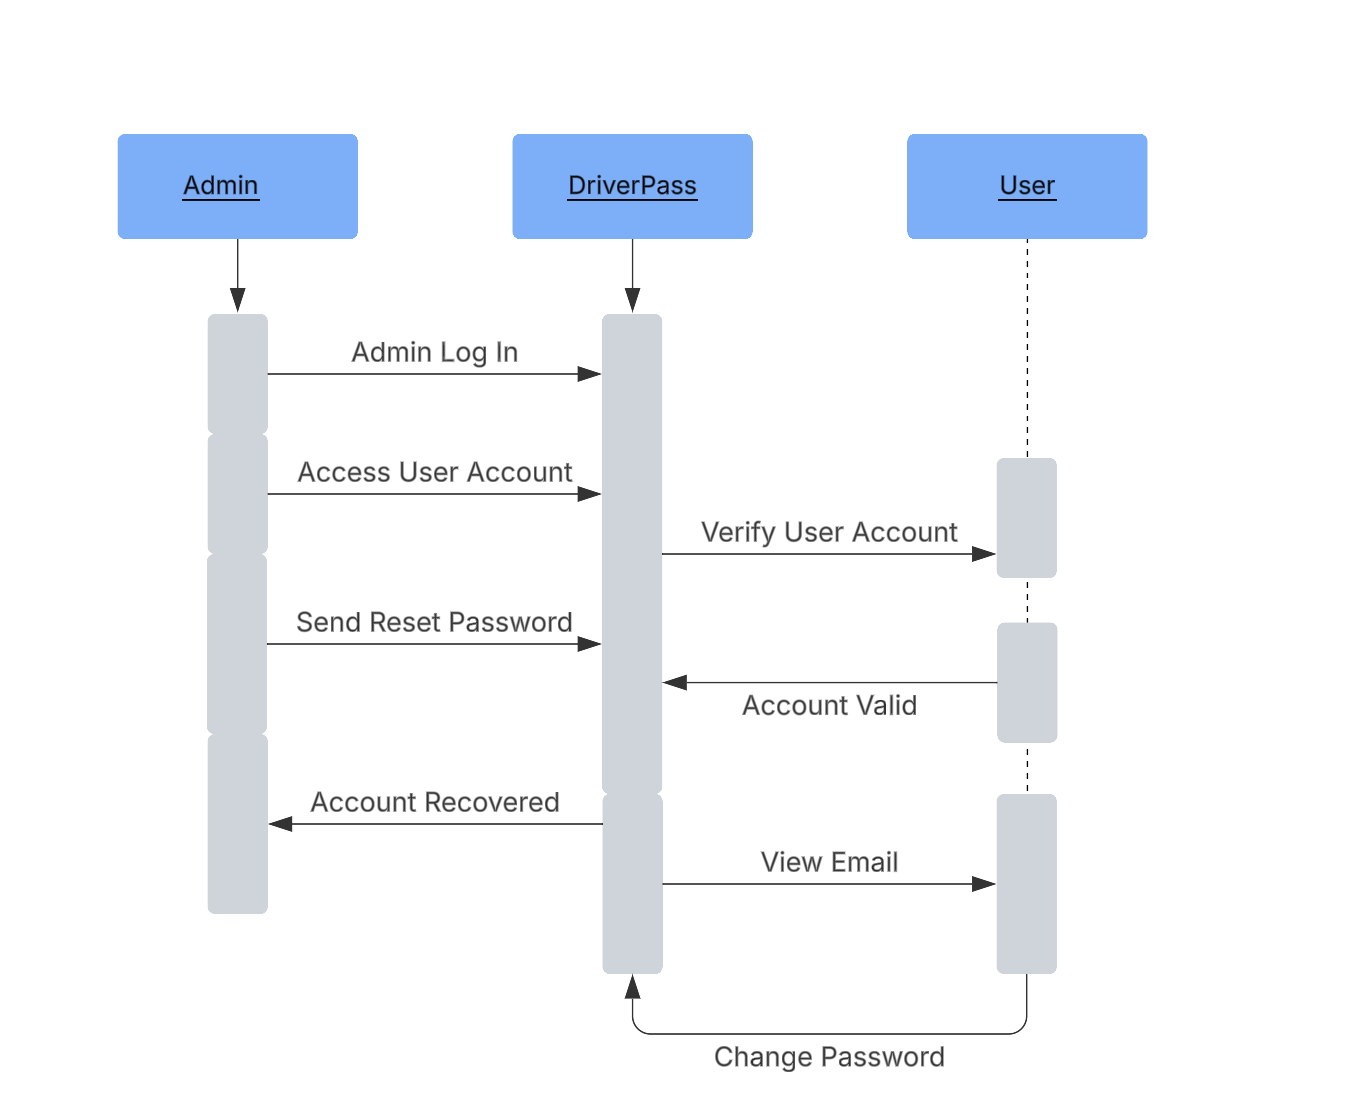 Admin
DriverPass
User
Admin Log In
Access User Account
Verify User Account
Send Reset Password
Account Valid
Account Recovered
View Email
Change Password